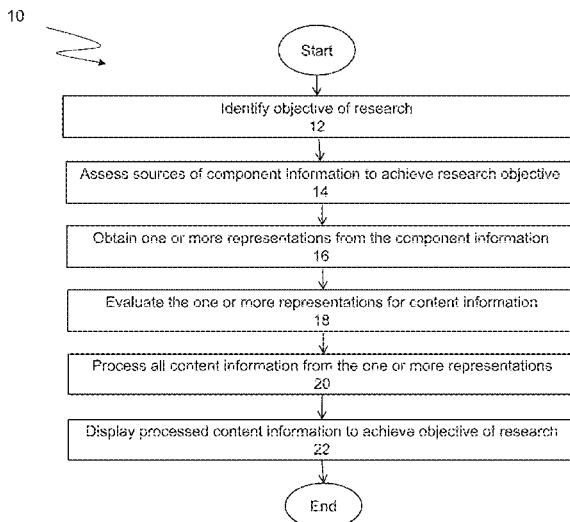 10
Start
Identify objective of research
12
Assess sources of component information to achieve research objective
14
Obtain one or more representations from the component information
16
Evaluate the one or more representations for content information
18
Process all content information from the one or more representations
20
Display processed content information to achieve objective of research
22
End